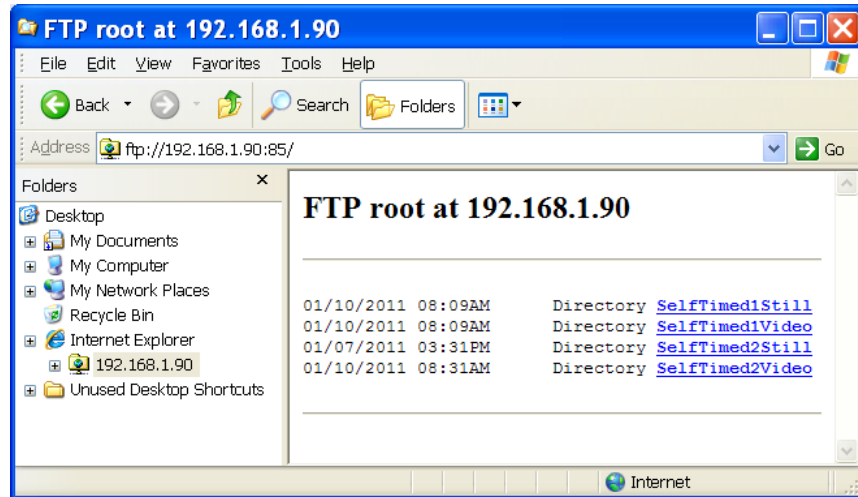 FTP root at 192.168.1.90
File Edit View Favorites Tools Help
Back Search Folders
Address ftp://192.168.1.90:85/ Go
Folders x
Desktop
My Documents
My Computer
My Network Places
Recycle Bin
Internet Explorer
192.168.1.90
Unused Desktop Shortcuts
FTP root at 192.168.1.90
01/10/2011 08:09AM Directory SelfTimed1Still
01/10/2011 08:09AM Directory SelfTimed1Video
01/07/2011 03:31PM Directory SelfTimed2Still
01/10/2011 08:31AM Directory SelfTimed2Video
Internet